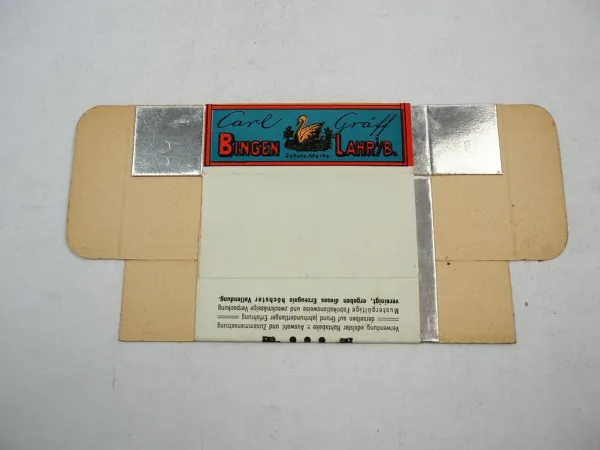 Carl Gräff
BINGEN LAHR i/B.
Schutz-Marke.
Verwendung edelster Rohtabake = Auswahl und Zusammensetzung
derselben auf Grund jahrhundertlanger Erfahrung
Mustergültige Fabrikationsweise und zweckmässige Verpackung
vereinigt, ergeben dieses Erzeugnis höchster Vollendung.